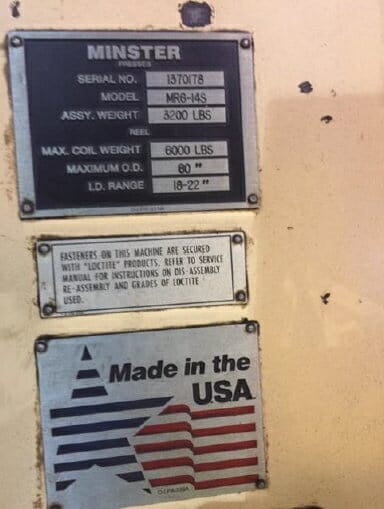 MINSTER
PRESSES
SERIAL NO. 1370178
MODEL MR6-14S
ASSY. WEIGHT 3200 LBS
REEL
MAX. COIL WEIGHT 6000 LBS
MAXIMUM O.D. 60 "
I.D. RANGE 18-22 "
FASTENERS ON THIS MACHINE ARE SECURED
WITH "LOCTITE" PRODUCTS. REFER TO SERVICE
MANUAL FOR INSTRUCTIONS ON DIS-ASSEMBLY
RE-ASSEMBLY AND GRADES OF LOCTITE
USED.
Made in the
USA